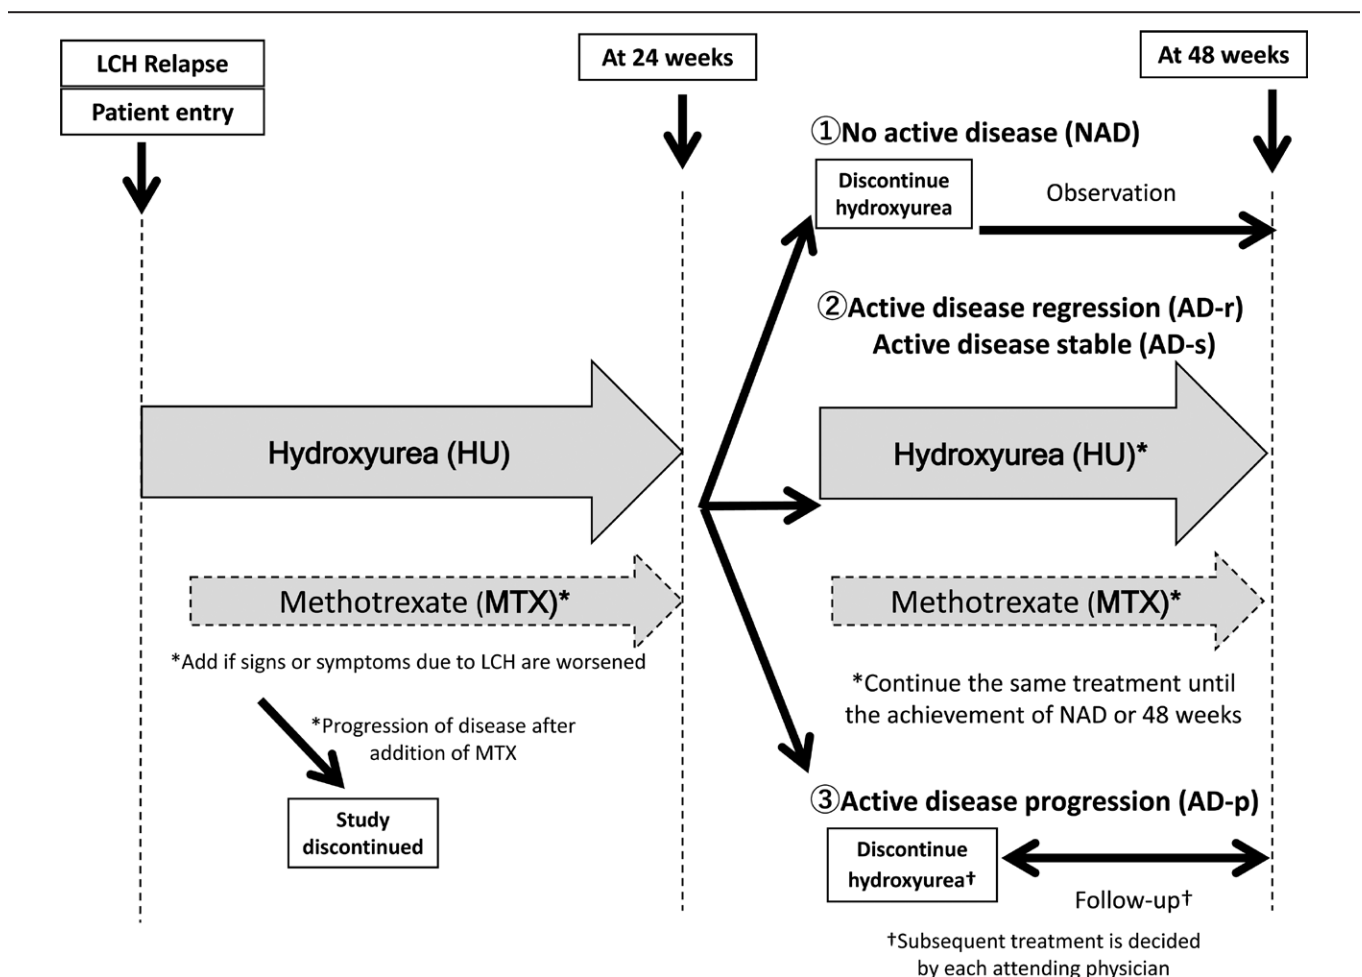 LCH Relapse
Patient entry
At 24 weeks
At 48 weeks
①No active disease (NAD)
Discontinue
hydroxyurea
Observation
②Active disease regression (AD-r)
Active disease stable (AD-s)
Hydroxyurea (HU)
Hydroxyurea (HU)*
Methotrexate (MTX)*
Methotrexate (MTX)*
*Add if signs or symptoms due to LCH are worsened
*Continue the same treatment until
the achievement of NAD or 48 weeks
*Progression of disease after
addition of MTX
Study
discontinued
③Active disease progression (AD-p)
Discontinue
hydroxyurea†
Follow-up†
†Subsequent treatment is decided
by each attending physician